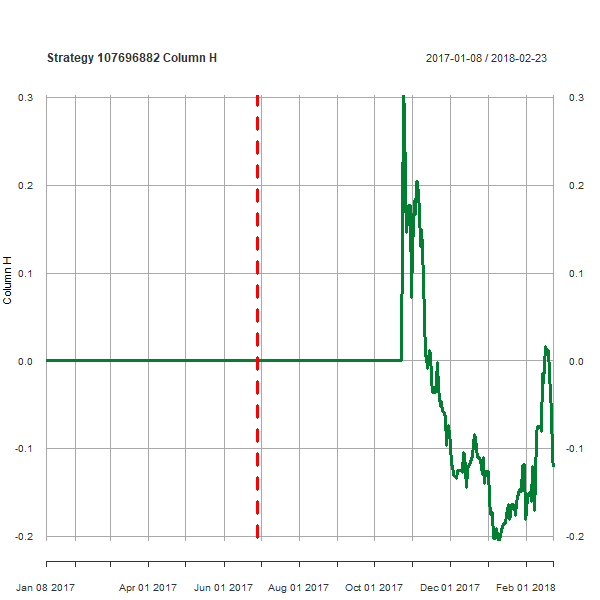 Strategy 107696882 Column H 2017-01-08 / 2018-02-23
0.3 0.3
0.2 0.2
0.1 0.1
Column H
0.0 0.0
-0.1 -0.1
-0.2 -0.2
Jan 08 2017 Apr 01 2017 Jun 01 2017 Aug 01 2017 Oct 01 2017 Dec 01 2017 Feb 01 2018